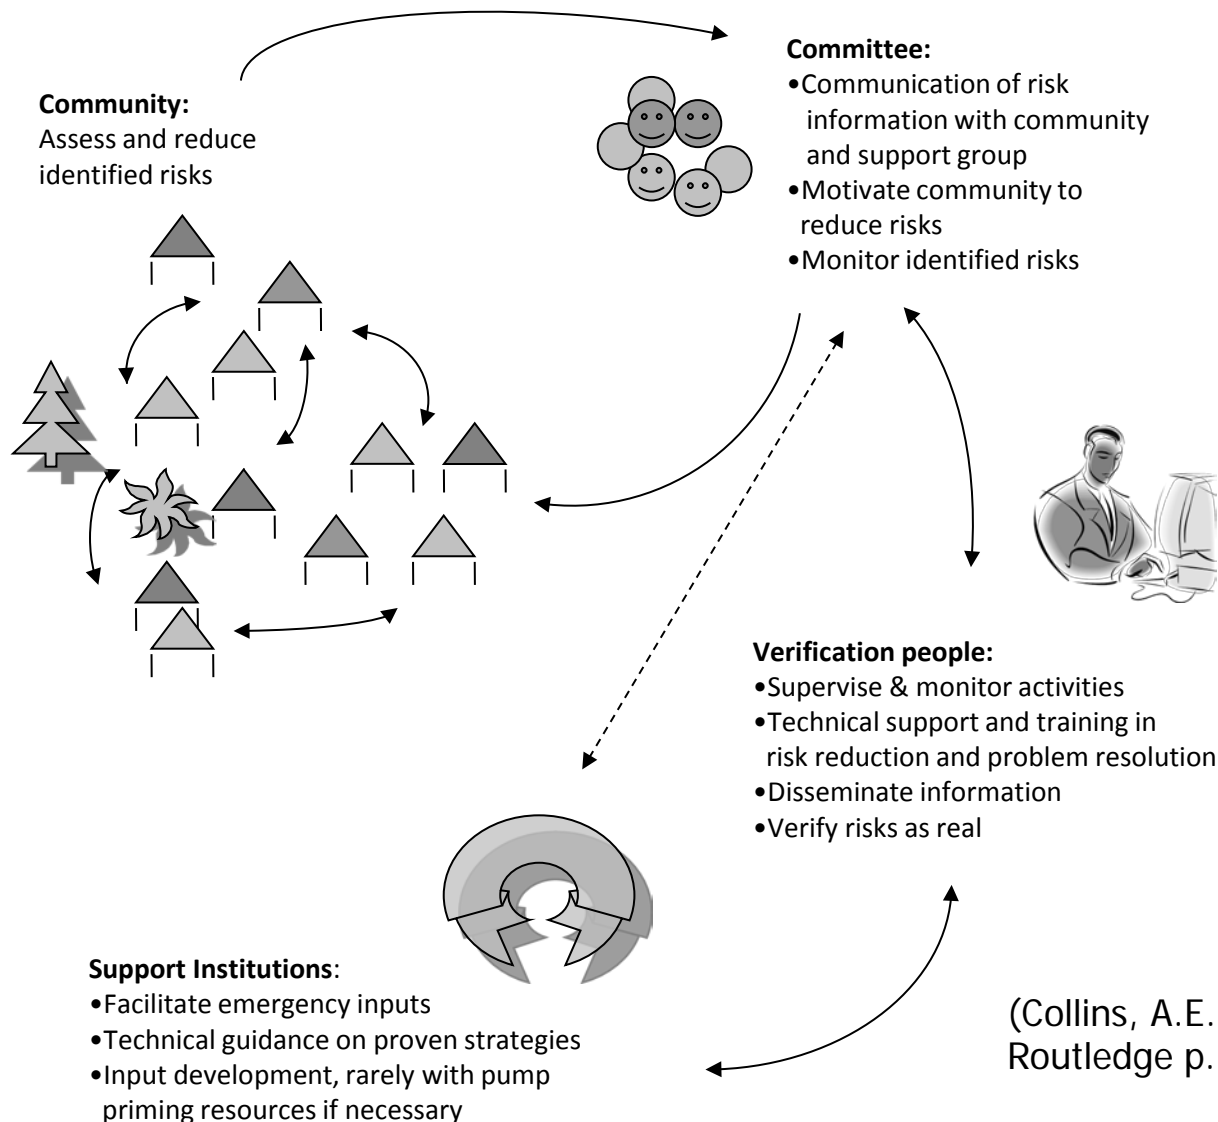 Community:
Assess and reduce
identified risks
Committee:
•Communication of risk
information with community
and support group
•Motivate community to
reduce risks
•Monitor identified risks
Verification people:
•Supervise & monitor activities
•Technical support and training in
risk reduction and problem resolution
•Disseminate information
•Verify risks as real
Support Institutions:
•Facilitate emergency inputs
•Technical guidance on proven strategies
•Input development, rarely with pump
priming resources if necessary
(Collins, A.E.
Routledge p.